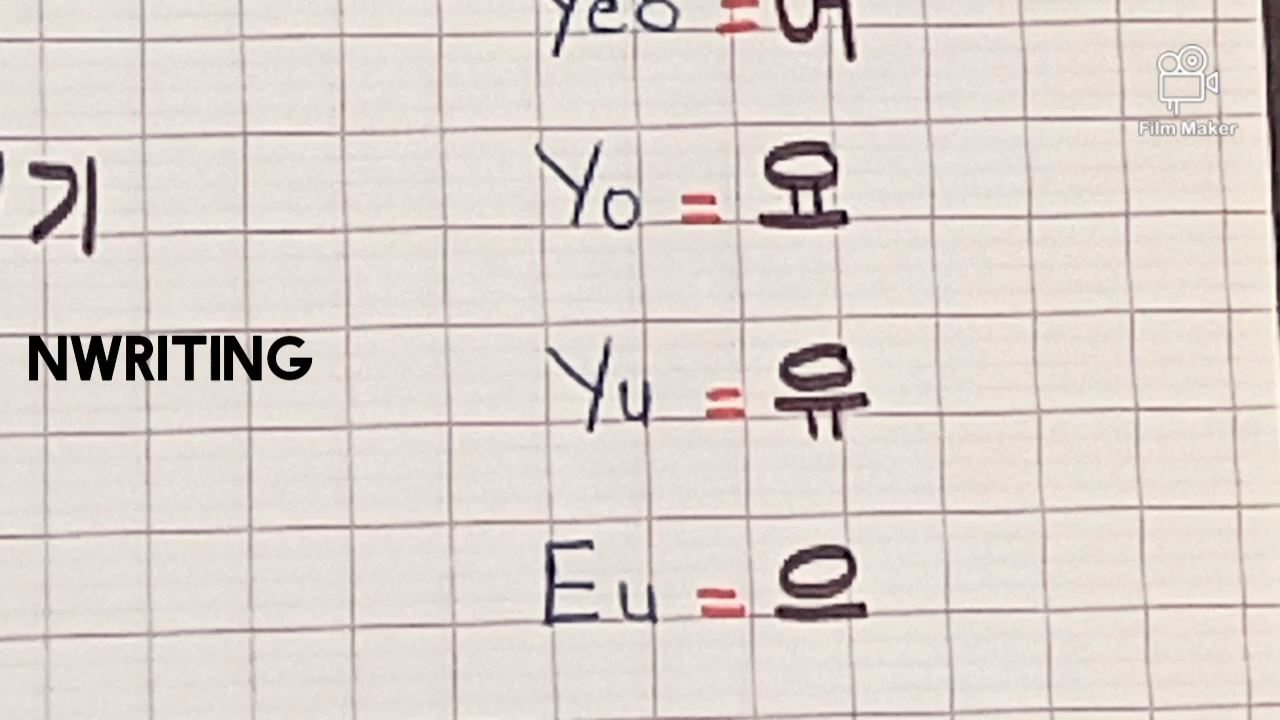 Yeo = 여
Film Maker
기
Yo = 요
NWRITING
Yu = 유
Eu = 으